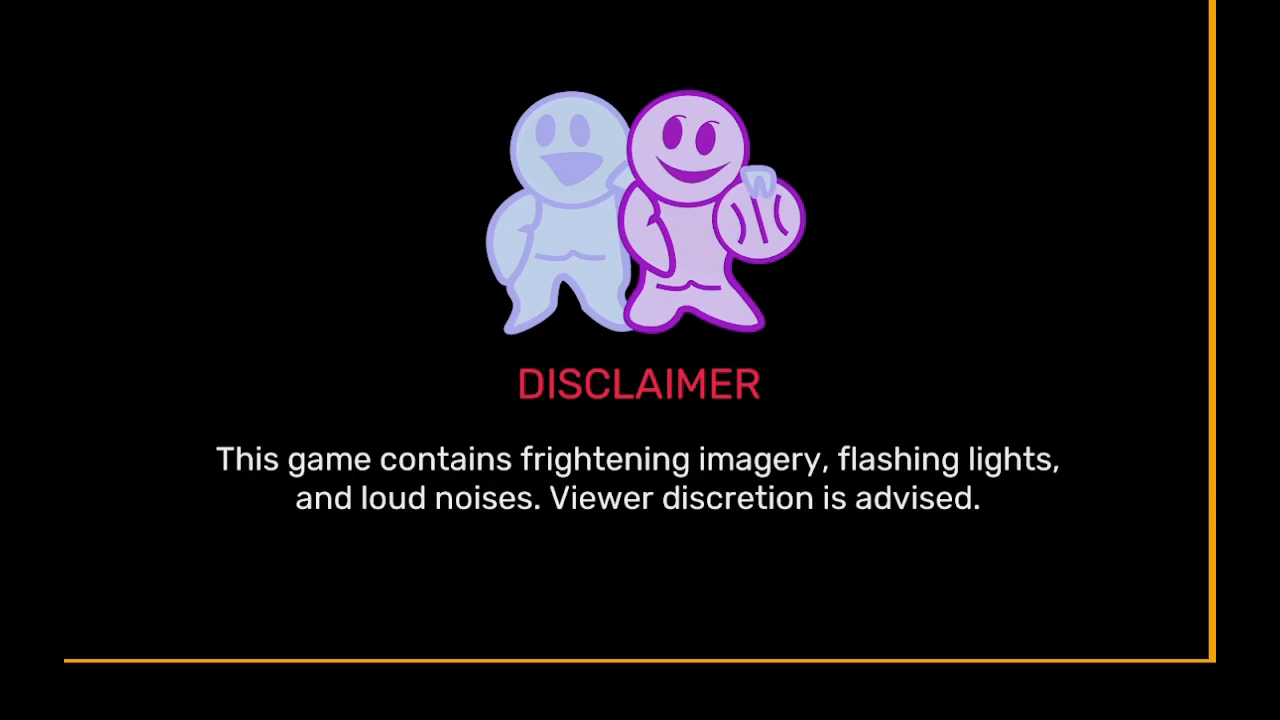 DISCLAIMER
This game contains frightening imagery, flashing lights,
and loud noises. Viewer discretion is advised.